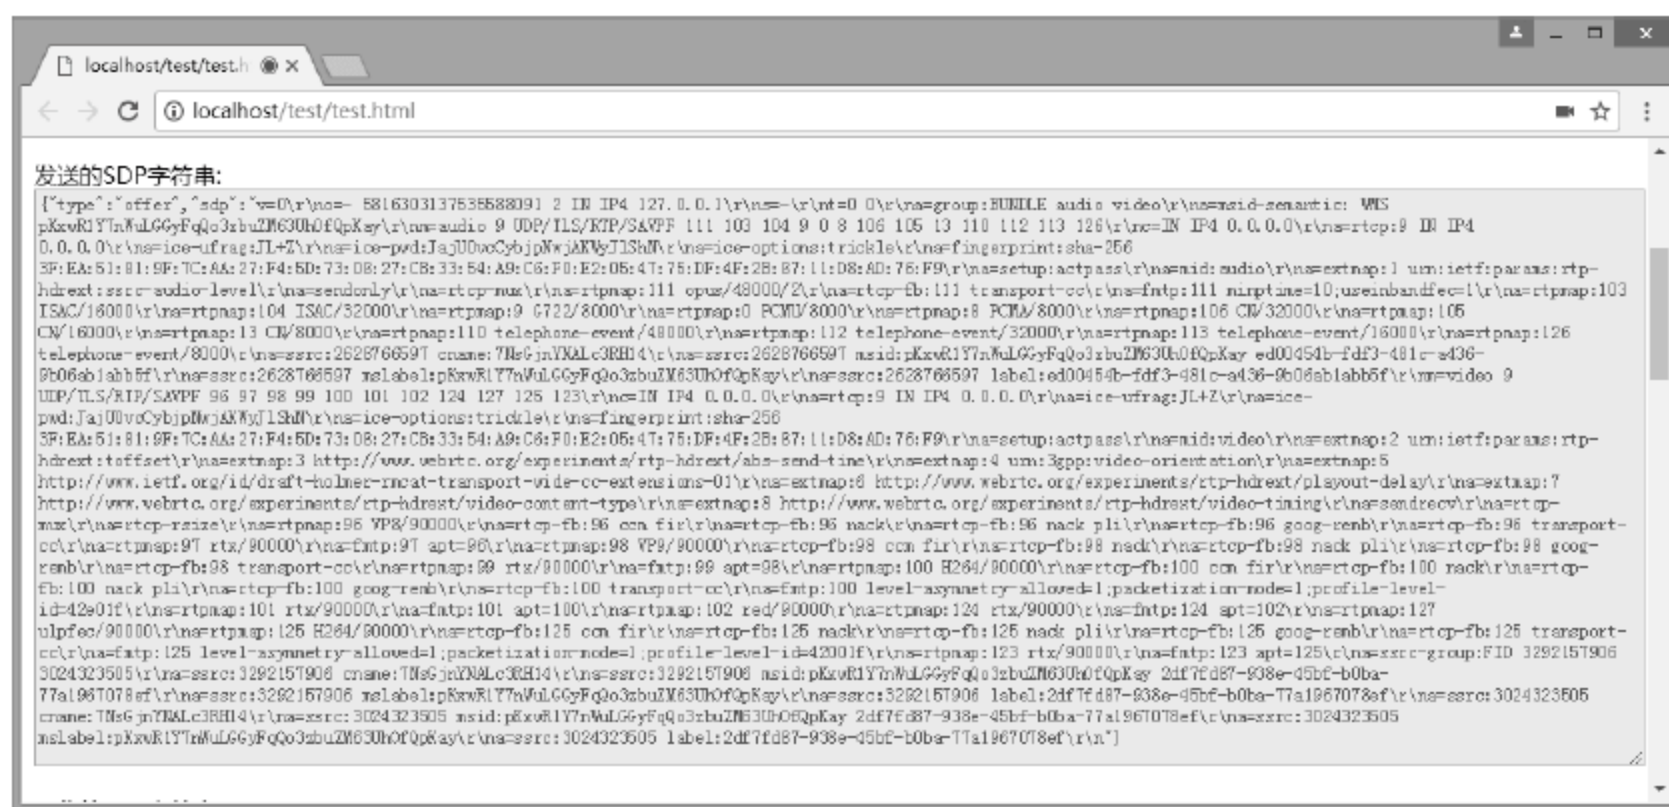 localhost/test/test.h
localhost/test/test.html
发送的SDP字符串:
{"type":"offer","sdp":"v=0\r\no=- 5816303137535588091 2 IN IP4 127.0.0.1\r\ns=-\r\nt=0 0\r\na=group:BUNDLE audio video\r\na=msid-semantic: WMS
pKxwR1Y7nWuLGGyFqQo3zbuZM63UhOfQpKay\r\nm=audio 9 UDP/TLS/RTP/SAVPF 111 103 104 9 0 8 106 105 13 110 112 113 126\r\nc=IN IP4
0.0.0.0\r\na=rtcp:9 IN IP4 0.0.0.0\r\na=ice-ufrag:JL+Z\r\na=ice-pwd:JajU0vcCybjpNwjAKWyJlShN\r\na=ice-options:trickle\r\na=fingerprint:sha-256
3F:EA:51:81:9F:7C:AA:27:F4:5D:73:D8:27:CB:33:54:A9:C6:F0:E2:05:47:75:DF:4F:2B:87:11:D8:AD:76:F9\r\na=setup:actpass\r\na=mid:audio\r\na=extmap:1 urn:ietf:params:rtp-
hdrext:ssrc-audio-level\r\na=sendonly\r\na=rtcp-mux\r\na=rtpmap:111 opus/48000/2\r\na=rtcp-fb:111 transport-cc\r\na=fmtp:111 minptime=10;useinbandfec=1\r\na=rtpmap:103
ISAC/16000\r\na=rtpmap:104 ISAC/32000\r\na=rtpmap:9 G722/8000\r\na=rtpmap:0 PCMU/8000\r\na=rtpmap:8 PCMA/8000\r\na=rtpmap:106 CN/32000\r\na=rtpmap:105
CN/16000\r\na=rtpmap:13 CN/8000\r\na=rtpmap:110 telephone-event/48000\r\na=rtpmap:112 telephone-event/32000\r\na=rtpmap:113 telephone-event/16000\r\na=rtpmap:126
telephone-event/8000\r\na=ssrc:2628766597 cname:TNsGjnYXALc3RH14\r\na=ssrc:2628766597 msid:pKxwR1Y7nWuLGGyFqQo3zbuZM63UhOfQpKay ed00454b-fdf3-481c-a436-
9b06ab1abb5f\r\na=ssrc:2628766597 mslabel:pKxwR1Y7nWuLGGyFqQo3zbuZM63UhOfQpKay\r\na=ssrc:2628766597 label:ed00454b-fdf3-481c-a436-9b06ab1abb5f\r\nm=video 9
UDP/TLS/RTP/SAVPF 96 97 98 99 100 101 102 124 127 125 123\r\nc=IN IP4 0.0.0.0\r\na=rtcp:9 IN IP4 0.0.0.0\r\na=ice-ufrag:JL+Z\r\na=ice-
pwd:JajU0vcCybjpNwjAKWyJlShN\r\na=ice-options:trickle\r\na=fingerprint:sha-256
3F:EA:51:81:9F:7C:AA:27:F4:5D:73:D8:27:CB:33:54:A9:C6:F0:E2:05:47:75:DF:4F:2B:87:11:D8:AD:76:F9\r\na=setup:actpass\r\na=mid:video\r\na=extmap:2 urn:ietf:params:rtp-
hdrext:toffset\r\na=extmap:3 http://www.webrtc.org/experiments/rtp-hdrext/abs-send-time\r\na=extmap:4 urn:3gpp:video-orientation\r\na=extmap:5
http://www.ietf.org/id/draft-holmer-rmcat-transport-wide-cc-extensions-01\r\na=extmap:6 http://www.webrtc.org/experiments/rtp-hdrext/playout-delay\r\na=extmap:7
http://www.webrtc.org/experiments/rtp-hdrext/video-content-type\r\na=extmap:8 http://www.webrtc.org/experiments/rtp-hdrext/video-timing\r\na=sendrecv\r\na=rtcp-
mux\r\na=rtcp-rsize\r\na=rtpmap:96 VP8/90000\r\na=rtcp-fb:96 ccm fir\r\na=rtcp-fb:96 nack\r\na=rtcp-fb:96 nack pli\r\na=rtcp-fb:96 goog-remb\r\na=rtcp-fb:96 transport-
cc\r\na=rtpmap:97 rtx/90000\r\na=fmtp:97 apt=96\r\na=rtpmap:98 VP9/90000\r\na=rtcp-fb:98 ccm fir\r\na=rtcp-fb:98 nack\r\na=rtcp-fb:98 nack pli\r\na=rtcp-fb:98 goog-
remb\r\na=rtcp-fb:98 transport-cc\r\na=rtpmap:99 rtx/90000\r\na=fmtp:99 apt=98\r\na=rtpmap:100 H264/90000\r\na=rtcp-fb:100 ccm fir\r\na=rtcp-fb:100 nack\r\na=rtcp-
fb:100 nack pli\r\na=rtcp-fb:100 goog-remb\r\na=rtcp-fb:100 transport-cc\r\na=fmtp:100 level-asymmetry-allowed=1;packetization-mode=1;profile-level-
id=42e01f\r\na=rtpmap:101 rtx/90000\r\na=fmtp:101 apt=100\r\na=rtpmap:102 red/90000\r\na=rtpmap:124 rtx/90000\r\na=fmtp:124 apt=102\r\na=rtpmap:127
ulpfec/90000\r\na=rtpmap:125 H264/90000\r\na=rtcp-fb:125 ccm fir\r\na=rtcp-fb:125 nack\r\na=rtcp-fb:125 nack pli\r\na=rtcp-fb:125 goog-remb\r\na=rtcp-fb:125 transport-
cc\r\na=fmtp:125 level-asymmetry-allowed=1;packetization-mode=1;profile-level-id=42001f\r\na=rtpmap:123 rtx/90000\r\na=fmtp:123 apt=125\r\na=ssrc-group:FID 3292157906
3024323505\r\na=ssrc:3292157906 cname:TNsGjnYXALc3RH14\r\na=ssrc:3292157906 msid:pKxwR1Y7nWuLGGyFqQo3zbuZM63UhOfQpKay 2df7fd87-938e-45bf-b0ba-
77a1967078ef\r\na=ssrc:3292157906 mslabel:pKxwR1Y7nWuLGGyFqQo3zbuZM63UhOfQpKay\r\na=ssrc:3292157906 label:2df7fd87-938e-45bf-b0ba-77a1967078ef\r\na=ssrc:3024323505
cname:TNsGjnYXALc3RH14\r\na=ssrc:3024323505 msid:pKxwR1Y7nWuLGGyFqQo3zbuZM63UhOfQpKay 2df7fd87-938e-45bf-b0ba-77a1967078ef\r\na=ssrc:3024323505
mslabel:pKxwR1Y7nWuLGGyFqQo3zbuZM63UhOfQpKay\r\na=ssrc:3024323505 label:2df7fd87-938e-45bf-b0ba-77a1967078ef\r\n"}